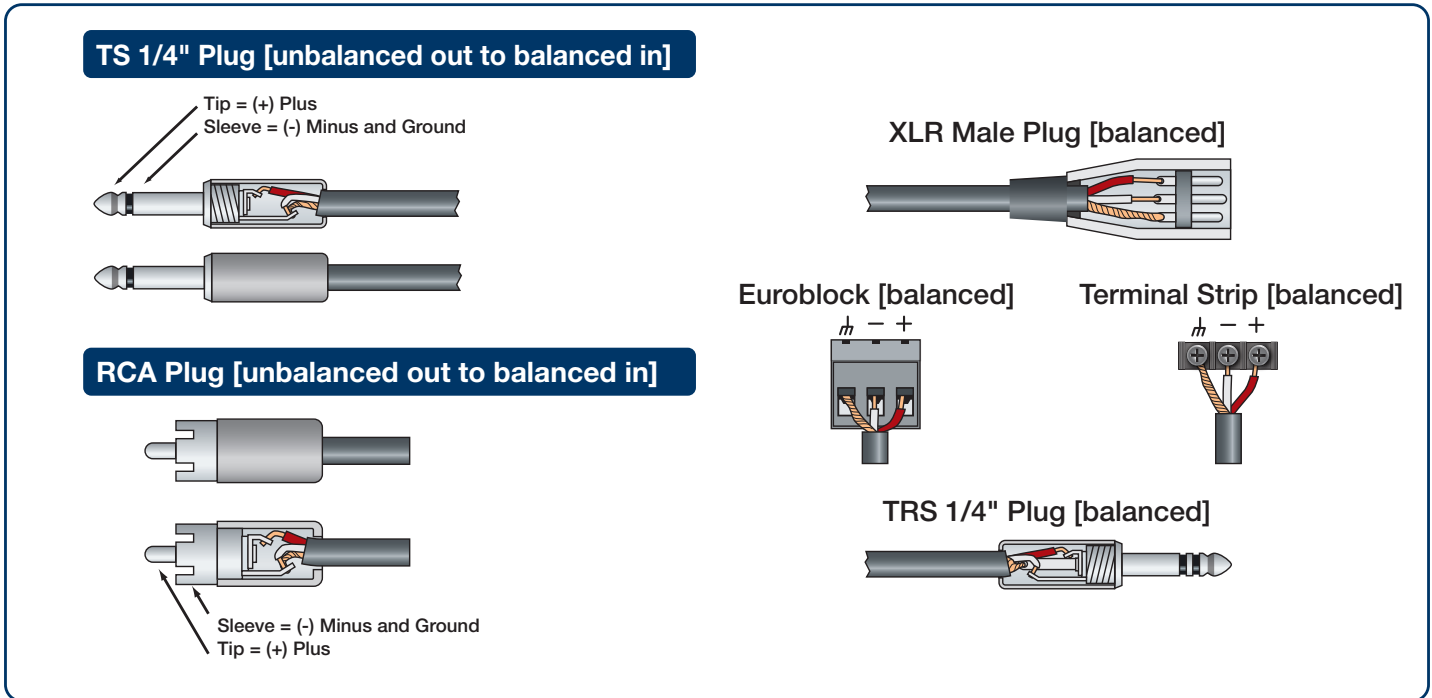 TS 1/4" Plug [unbalanced out to balanced in]
Tip = (+) Plus
Sleeve = (-) Minus and Ground
RCA Plug [unbalanced out to balanced in]
Sleeve = (-) Minus and Ground
Tip = (+) Plus
XLR Male Plug [balanced]
Euroblock [balanced]
− +
Terminal Strip [balanced]
− +
TRS 1/4" Plug [balanced]